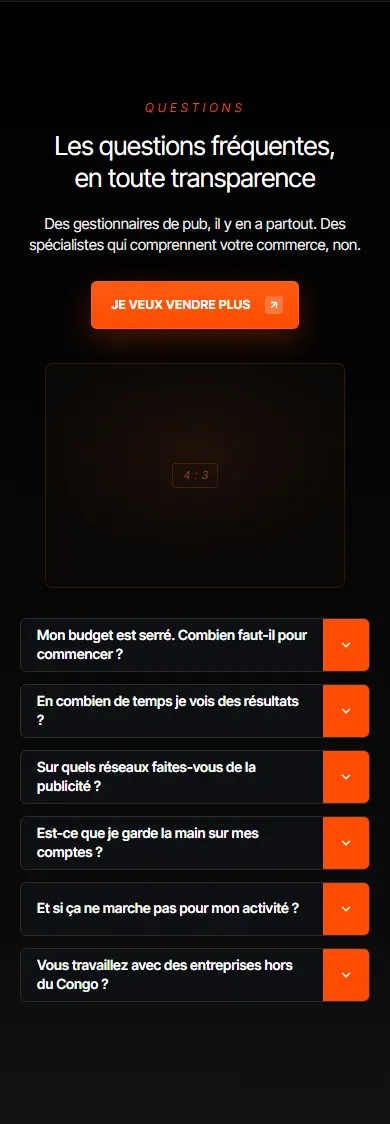 QUESTIONS
Les questions fréquentes,
en toute transparence
Des gestionnaires de pub, il y en a partout. Des
spécialistes qui comprennent votre commerce, non.
JE VEUX VENDRE PLUS
4 : 3
Mon budget est serré. Combien faut-il pour
commencer ?
En combien de temps je vois des résultats
?
Sur quels réseaux faites-vous de la
publicité ?
Est-ce que je garde la main sur mes
comptes ?
Et si ça ne marche pas pour mon activité ?
Vous travaillez avec des entreprises hors
du Congo ?